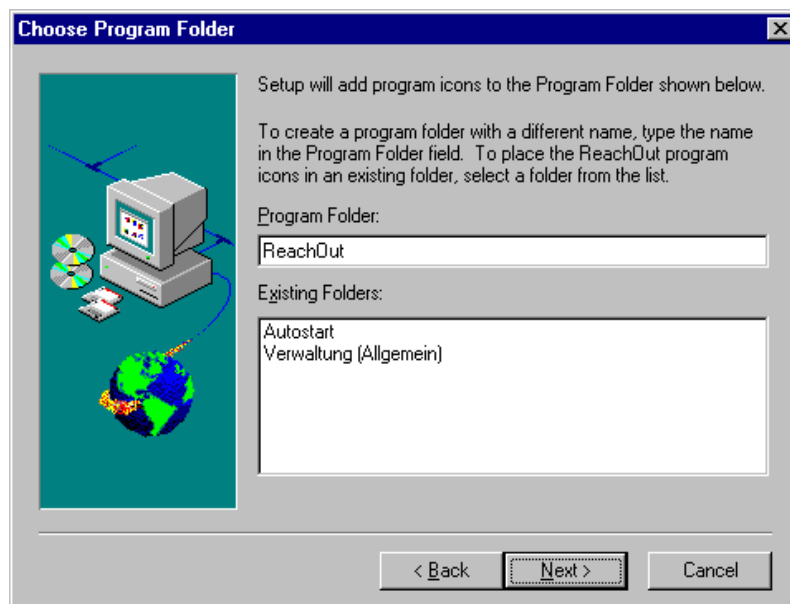 Choose Program Folder
Setup will add program icons to the Program Folder shown below.
To create a program folder with a different name, type the name
in the Program Folder field. To place the ReachOut program
icons in an existing folder, select a folder from the list.
Program Folder:
ReachOut
Existing Folders:
Autostart
Verwaltung (Allgemein)
< Back
Next >
Cancel